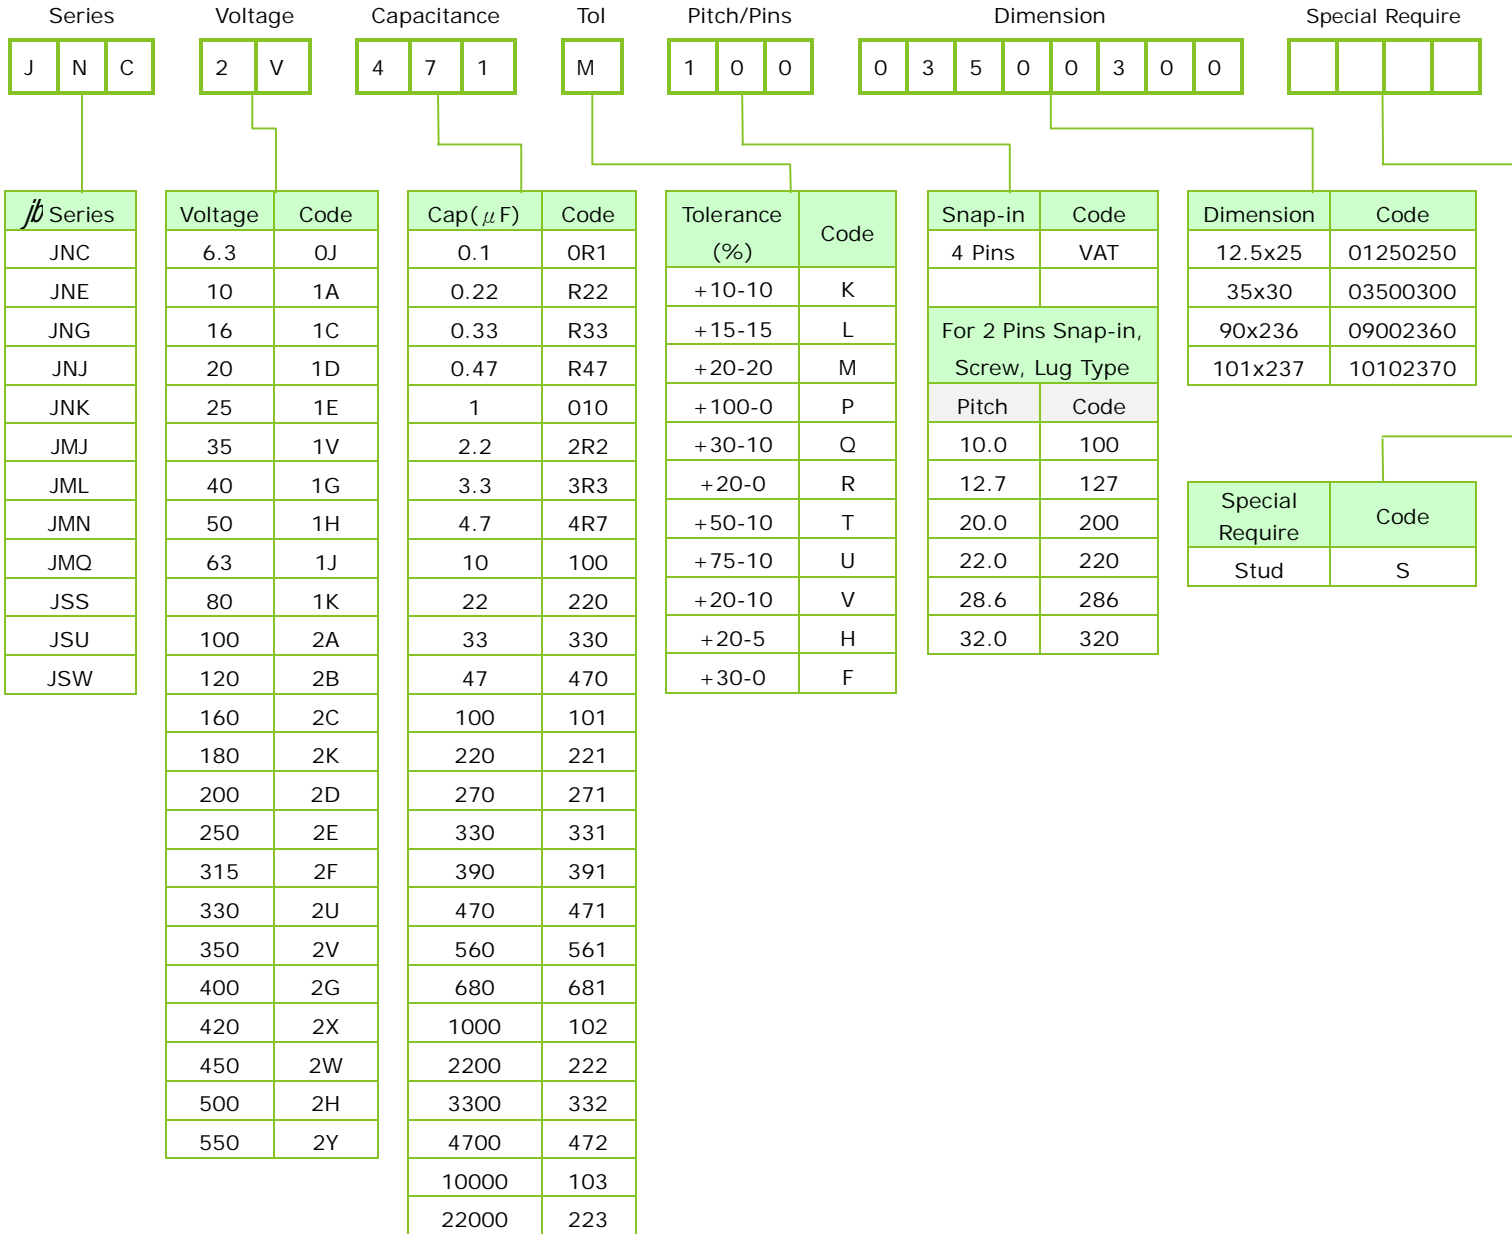 Series Voltage Capacitance Tol Pitch/Pins Dimension Special Require
J N C 2 V 4 7 1 M 1 0 0 0 3 5 0 0 3 0 0
jb Series
JNC
JNE
JNG
JNJ
JNK
JMJ
JML
JMN
JMQ
JSS
JSU
JSW
Voltage Code
6.3 0J
10 1A
16 1C
20 1D
25 1E
35 1V
40 1G
50 1H
63 1J
80 1K
100 2A
120 2B
160 2C
180 2K
200 2D
250 2E
315 2F
330 2U
350 2V
400 2G
420 2X
450 2W
500 2H
550 2Y
Cap(μF) Code
0.1 0R1
0.22 R22
0.33 R33
0.47 R47
1 010
2.2 2R2
3.3 3R3
4.7 4R7
10 100
22 220
33 330
47 470
100 101
220 221
270 271
330 331
390 391
470 471
560 561
680 681
1000 102
2200 222
3300 332
4700 472
10000 103
22000 223
Tolerance
(%) Code
+10-10 K
+15-15 L
+20-20 M
+100-0 P
+30-10 Q
+20-0 R
+50-10 T
+75-10 U
+20-10 V
+20-5 H
+30-0 F
Snap-in Code
4 Pins VAT
For 2 Pins Snap-in,
Screw, Lug Type
Pitch Code
10.0 100
12.7 127
20.0 200
22.0 220
28.6 286
32.0 320
Dimension Code
12.5x25 01250250
35x30 03500300
90x236 09002360
101x237 10102370
Special
Require Code
Stud S